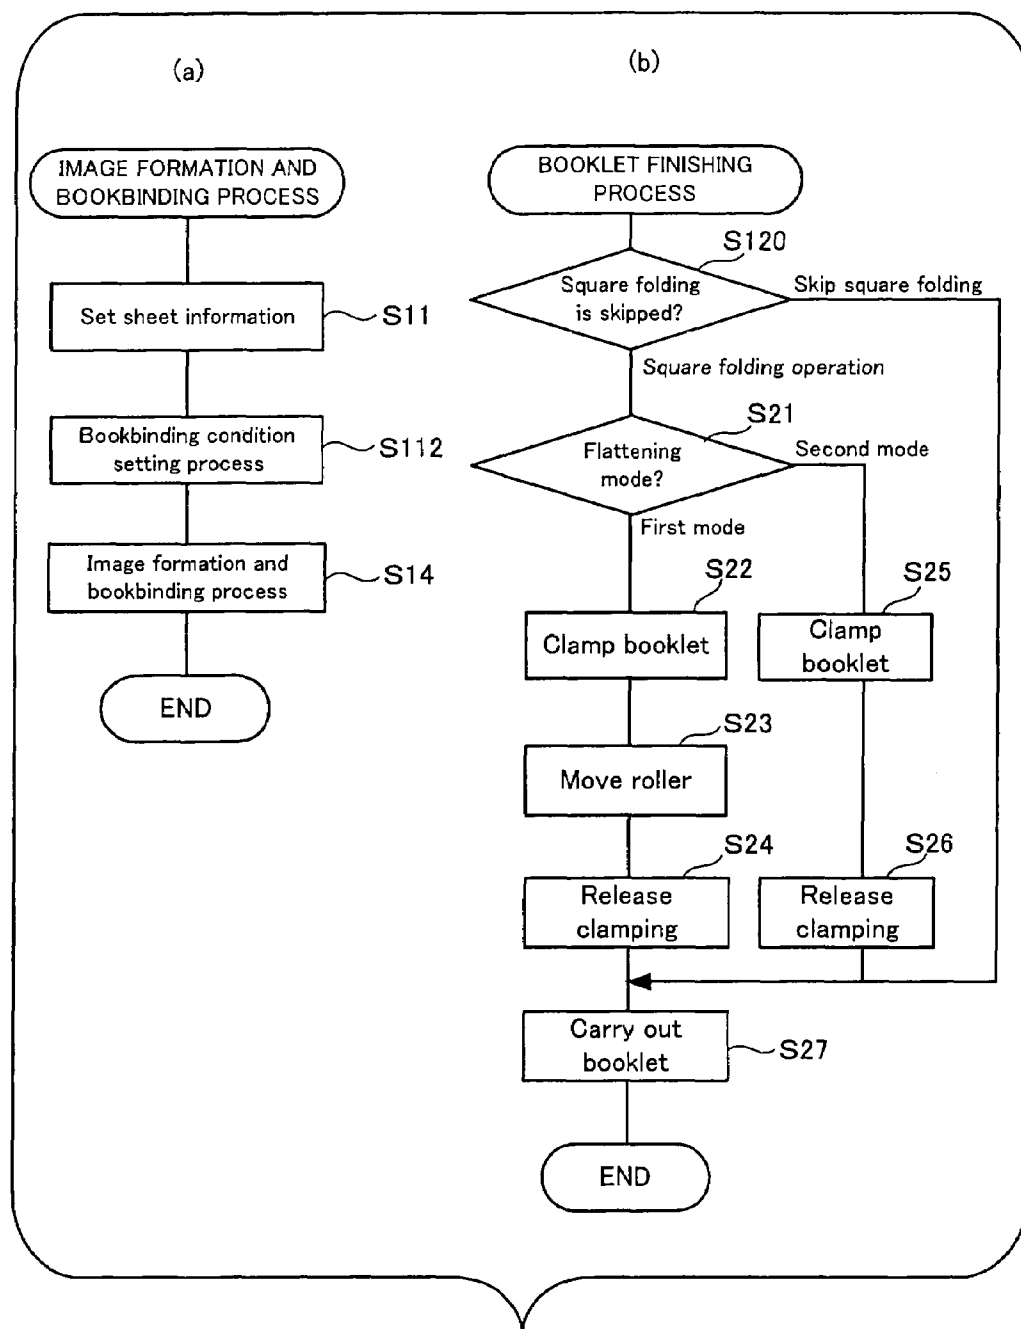 (a)
IMAGE FORMATION AND
BOOKBINDING PROCESS
Set sheet information
S11
Bookbinding condition
setting process
S112
Image formation and
bookbinding process
S14
END
(b)
BOOKLET FINISHING
PROCESS
S120
Square folding
is skipped?
Skip square folding
Square folding operation
S21
Flattening
mode?
Second mode
First mode
S22
Clamp booklet
S25
Clamp
booklet
S23
Move roller
S24
Release
clamping
S26
Release
clamping
Carry out
booklet
S27
END